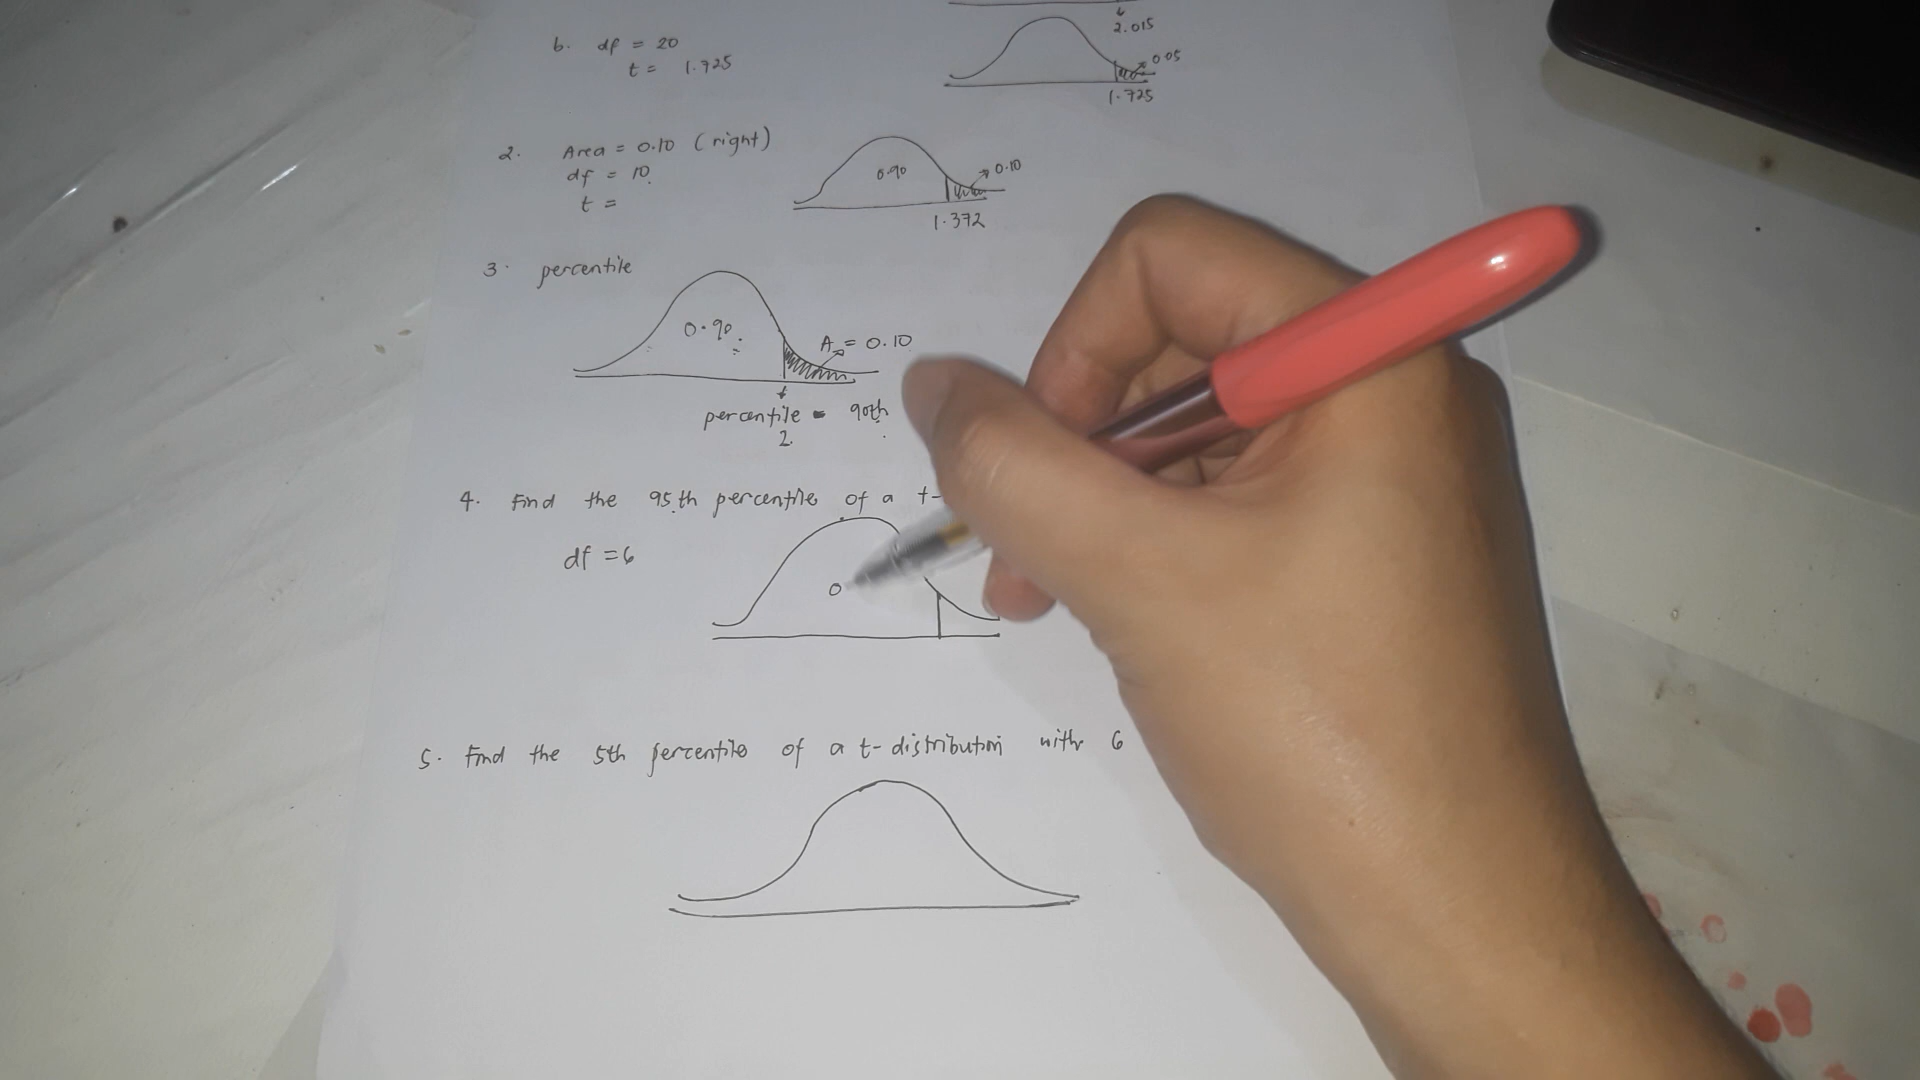 2.015
b. df = 20
t = 1.725
0.05
1.725
2. Area = 0.10 (right)
df = 10
t =
0.90
0.10
1.372
3. percentile
0.90
A = 0.10
percentile = 90th
2.
4. Find the 95th percentile of a t-
df = 6
0
5. Find the 5th percentile of a t-distribution with 6